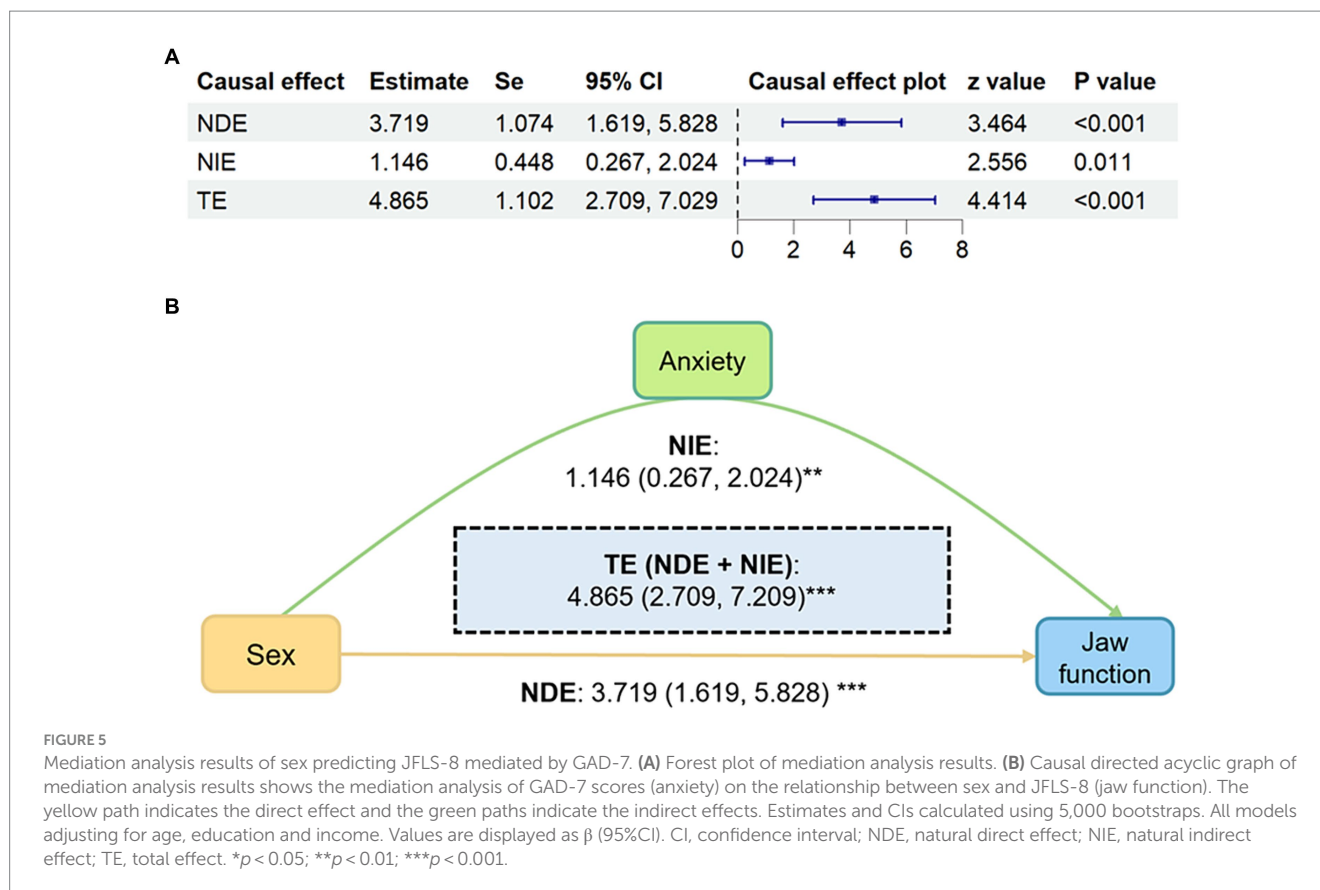 A
Causal effect Estimate Se 95% CI Causal effect plot z value P value
NDE 3.719 1.074 1.619, 5.828 3.464 <0.001
NIE 1.146 0.448 0.267, 2.024 2.556 0.011
TE 4.865 1.102 2.709, 7.029 4.414 <0.001
0 2 4 6 8
B
Anxiety
NIE:
1.146 (0.267, 2.024)**
TE (NDE + NIE):
4.865 (2.709, 7.209)***
Sex
Jaw
function
NDE: 3.719 (1.619, 5.828) ***
FIGURE 5
Mediation analysis results of sex predicting JFLS-8 mediated by GAD-7. (A) Forest plot of mediation analysis results. (B) Causal directed acyclic graph of
mediation analysis results shows the mediation analysis of GAD-7 scores (anxiety) on the relationship between sex and JFLS-8 (jaw function). The
yellow path indicates the direct effect and the green paths indicate the indirect effects. Estimates and CIs calculated using 5,000 bootstraps. All models
adjusting for age, education and income. Values are displayed as β (95%CI). CI, confidence interval; NDE, natural direct effect; NIE, natural indirect
effect; TE, total effect. *p < 0.05; **p < 0.01; ***p < 0.001.